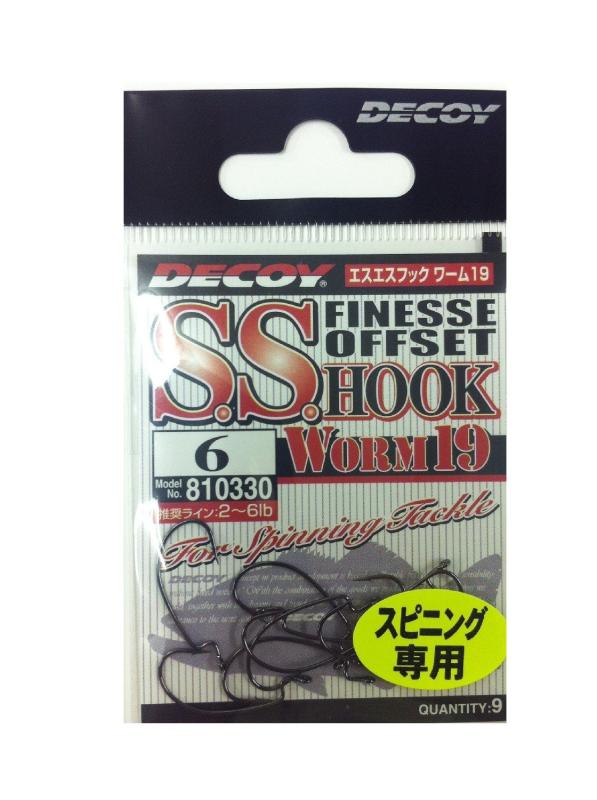 DECOY
DECOY® エスエスフック ワーム19
S.S. FINESSE
OFFSET
HOOK
6 WORM19
Model No. 810330
推奨ライン:2〜6lb
For Spinning Tackle
DECOY
DECOY
スピニング
専用
QUANTITY:9